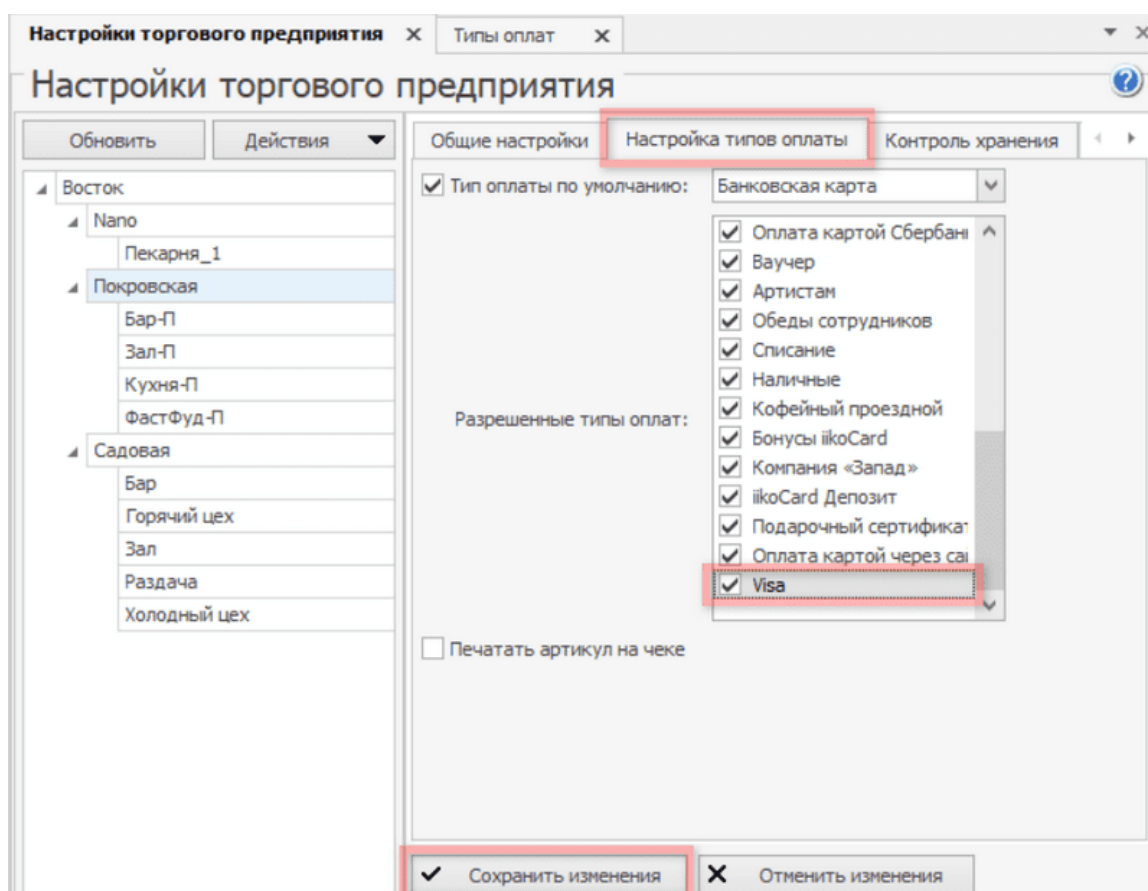 Настройки торгового предприятия
Типы оплат
Настройки торгового предприятия
Обновить
Действия
Восток
Nano
Пекарня_1
Покровская
Бар-П
Зал-П
Кухня-П
ФастФуд-П
Садовая
Бар
Горячий цех
Зал
Раздача
Холодный цех
Общие настройки
Настройка типов оплаты
Контроль хранения
Тип оплаты по умолчанию:
Банковская карта
Разрешенные типы оплат:
Оплата картой Сбербанн
Ваучер
Артистам
Обеды сотрудников
Списание
Наличные
Кофейный проездной
Бонусы iikoCard
Компания «Запад»
iikoCard Депозит
Подарочный сертификат
Оплата картой через сай
Visa
Печатать артикул на чеке
Сохранить изменения
Отменить изменения